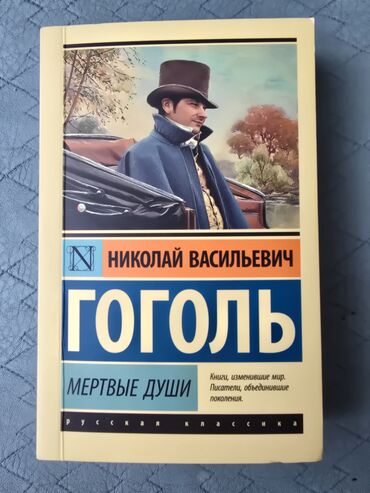 N
НИКОЛАЙ ВАСИЛЬЕВИЧ
ГОГОЛЬ
МЕРТВЫЕ ДУШИ
Книги, изменившие мир.
Писатели, объединившие
поколения.
русская классика